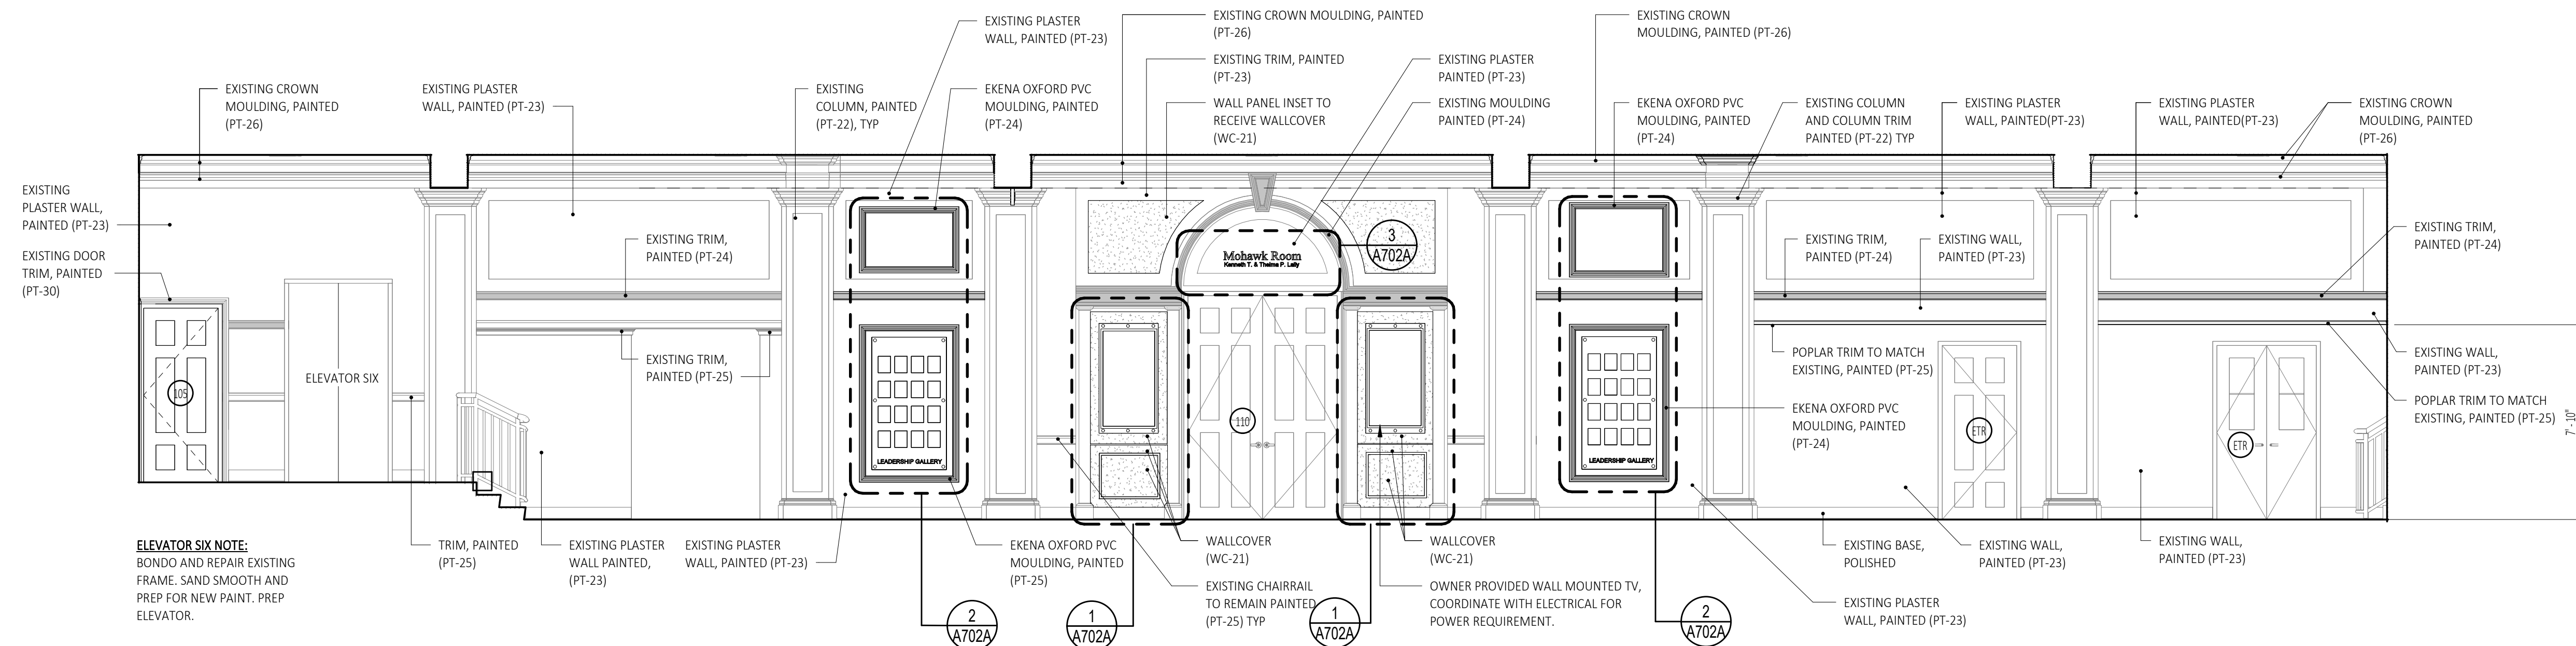 EXISTING PLASTER
WALL, PAINTED (PT-23)
EXISTING CROWN MOULDING, PAINTED
(PT-26)
EXISTING CROWN
MOULDING, PAINTED (PT-26)
EXISTING TRIM, PAINTED
(PT-23)
EXISTING PLASTER
PAINTED (PT-23)
EXISTING CROWN
MOULDING, PAINTED
(PT-26)
EXISTING PLASTER
WALL, PAINTED (PT-23)
EXISTING
COLUMN, PAINTED
(PT-22), TYP
EKENA OXFORD PVC
MOULDING, PAINTED
(PT-24)
WALL PANEL INSET TO
RECEIVE WALLCOVER
(WC-21)
EXISTING MOULDING
PAINTED (PT-24)
EKENA OXFORD PVC
MOULDING, PAINTED
(PT-24)
EXISTING COLUMN
AND COLUMN TRIM
PAINTED (PT-22) TYP
EXISTING PLASTER
WALL, PAINTED(PT-23)
EXISTING PLASTER
WALL, PAINTED(PT-23)
EXISTING CROWN
MOULDING, PAINTED
(PT-26)
EXISTING
PLASTER WALL,
PAINTED (PT-23)
EXISTING DOOR
TRIM, PAINTED
(PT-30)
EXISTING TRIM,
PAINTED (PT-24)
Mohawk Room
Kenneth T. & Thelma P. Lally
3
A702A
EXISTING TRIM,
PAINTED (PT-24)
EXISTING WALL,
PAINTED (PT-23)
EXISTING TRIM,
PAINTED (PT-24)
105
ELEVATOR SIX
EXISTING TRIM,
PAINTED (PT-25)
LEADERSHIP GALLERY
110
LEADERSHIP GALLERY
POPLAR TRIM TO MATCH
EXISTING, PAINTED (PT-25)
EKENA OXFORD PVC
MOULDING, PAINTED
(PT-24)
ETR
ETR
EXISTING WALL,
PAINTED (PT-23)
POPLAR TRIM TO MATCH
EXISTING, PAINTED (PT-25)
7' - 10"
ELEVATOR SIX NOTE:
BONDO AND REPAIR EXISTING
FRAME. SAND SMOOTH AND
PREP FOR NEW PAINT. PREP
ELEVATOR.
TRIM, PAINTED
(PT-25)
EXISTING PLASTER
WALL PAINTED,
(PT-23)
EXISTING PLASTER
WALL, PAINTED (PT-23)
EKENA OXFORD PVC
MOULDING, PAINTED
(PT-25)
WALLCOVER
(WC-21)
EXISTING CHAIRRAIL
TO REMAIN PAINTED
(PT-25) TYP
WALLCOVER
(WC-21)
OWNER PROVIDED WALL MOUNTED TV,
COORDINATE WITH ELECTRICAL FOR
POWER REQUIREMENT.
EXISTING BASE,
POLISHED
EXISTING WALL,
PAINTED (PT-23)
EXISTING WALL,
PAINTED (PT-23)
EXISTING PLASTER
WALL, PAINTED (PT-23)
2
A702A
1
A702A
1
A702A
2
A702A